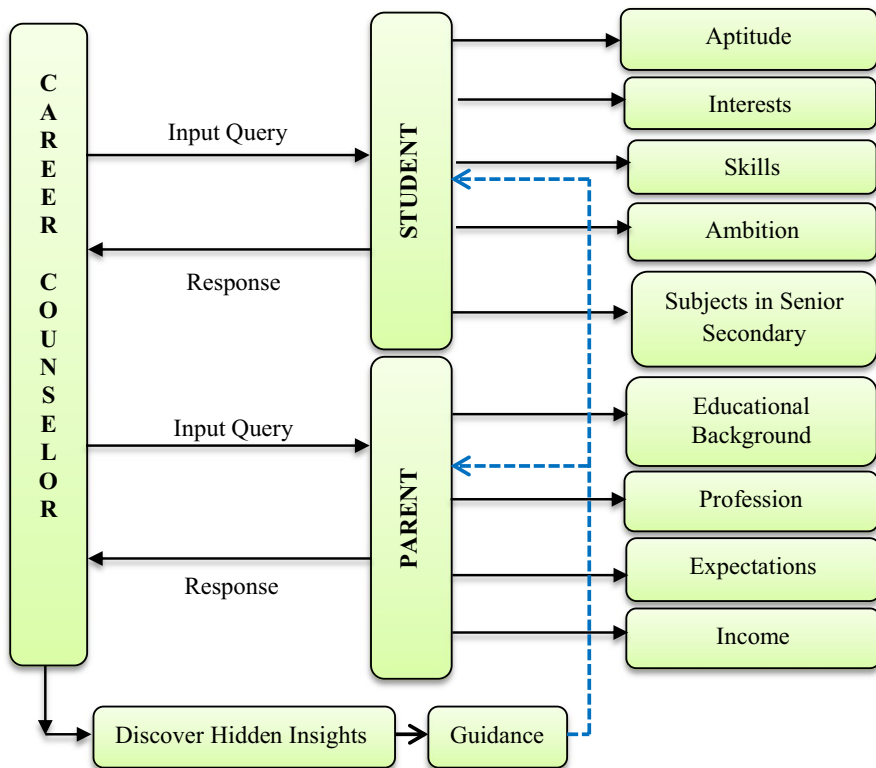 CAREER COUNSELOR
Input Query
Response
Input Query
Response
STUDENT
PARENT
Aptitude
Interests
Skills
Ambition
Subjects in Senior
Secondary
Educational
Background
Profession
Expectations
Income
Discover Hidden Insights
Guidance